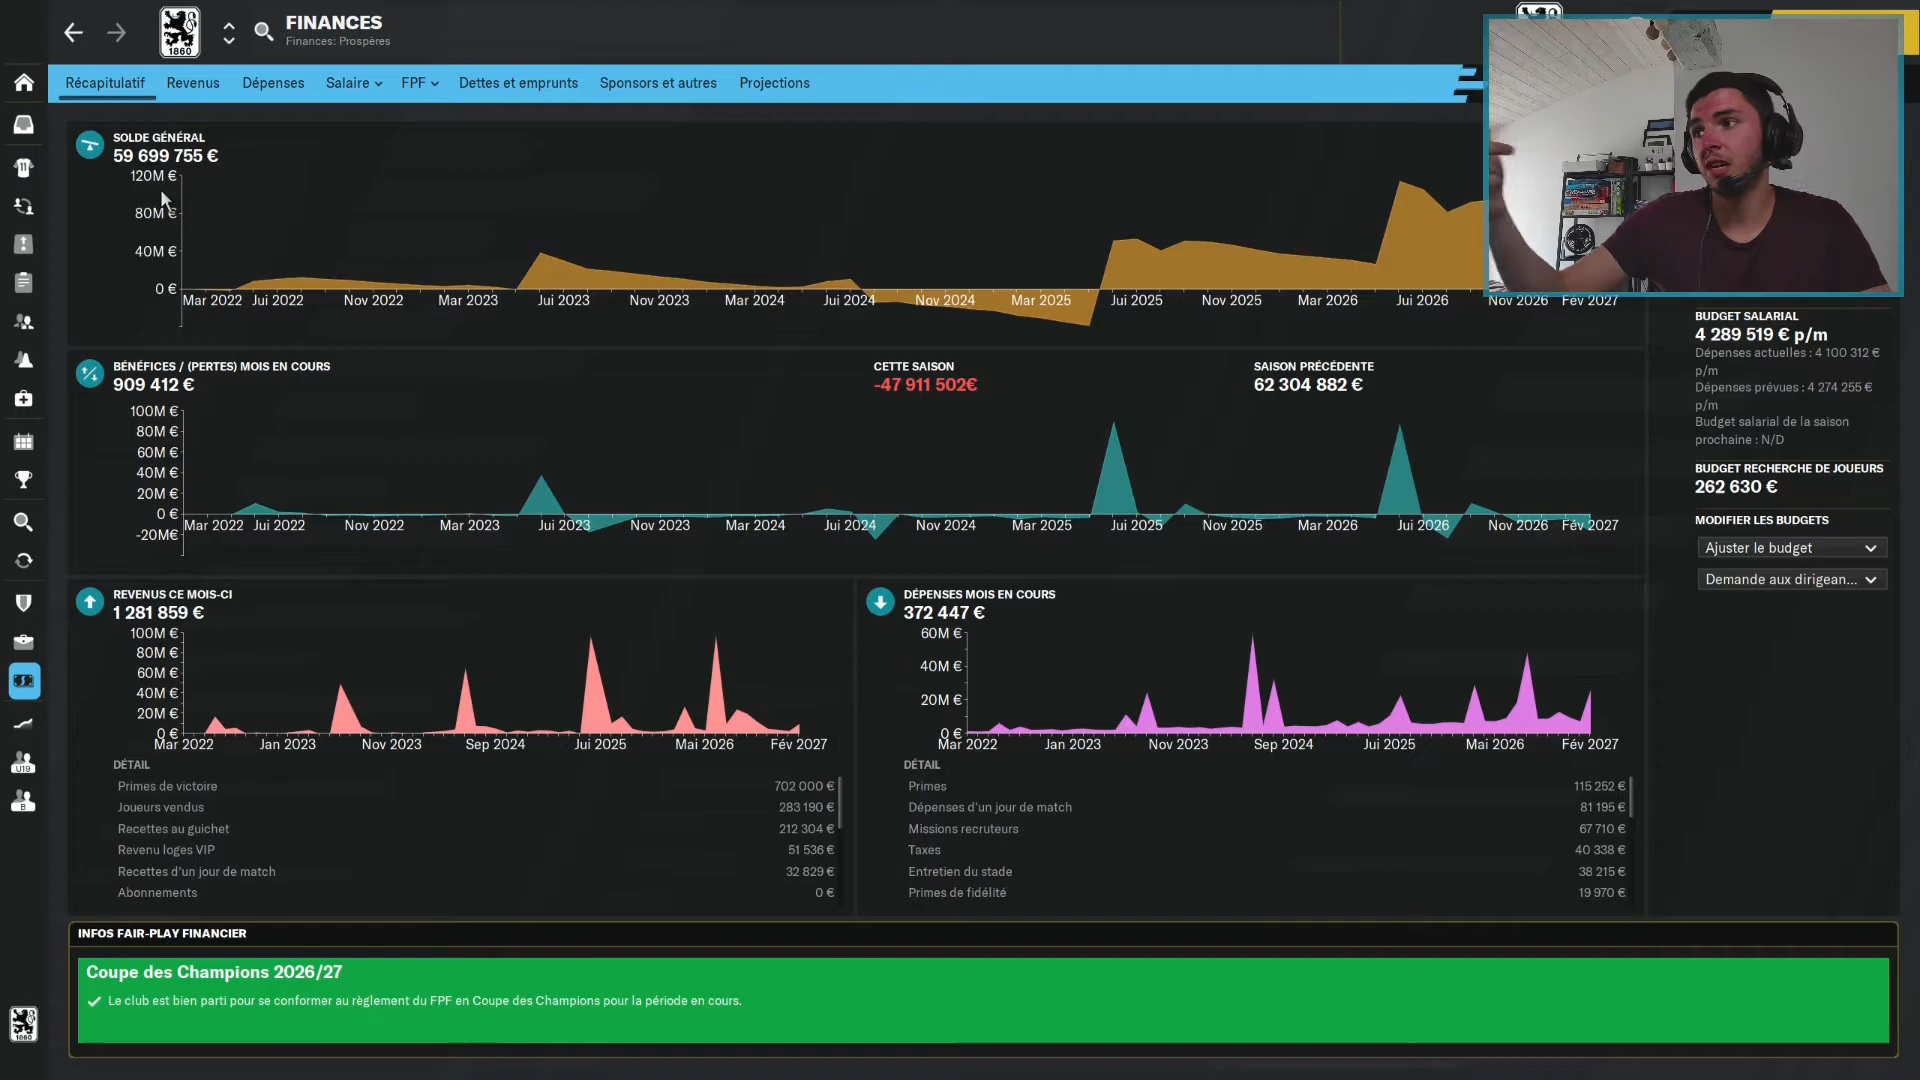 FINANCES
Finances: Prospères
1860
Récapitulatif Revenus Dépenses Salaire FPF Dettes et emprunts Sponsors et autres Projections
SOLDE GÉNÉRAL
59 699 755 €
120M €
80M €
40M €
0 €
Mar 2022 Jui 2022 Nov 2022 Mar 2023 Jui 2023 Nov 2023 Mar 2024 Jui 2024 Nov 2024 Mar 2025 Jui 2025 Nov 2025 Mar 2026 Jui 2026 Nov 2026 Fév 2027
BÉNÉFICES / (PERTES) MOIS EN COURS
909 412 €
CETTE SAISON
-47 911 502€
SAISON PRÉCÉDENTE
62 304 882 €
100M €
80M €
60M €
40M €
20M €
0 €
-20M€
Mar 2022 Jui 2022 Nov 2022 Mar 2023 Jui 2023 Nov 2023 Mar 2024 Jui 2024 Nov 2024 Mar 2025 Jui 2025 Nov 2025 Mar 2026 Jui 2026 Nov 2026 Fév 2027
REVENUS CE MOIS-CI
1 281 859 €
100M €
80M €
60M €
40M €
20M €
0 €
Mar 2022 Jan 2023 Nov 2023 Sep 2024 Jui 2025 Mai 2026 Fév 2027
DÉTAIL
Primes de victoire 702 000 €
Joueurs vendus 283 190 €
Recettes au guichet 212 304 €
Revenu loges VIP 51 536 €
Recettes d'un jour de match 32 829 €
Abonnements 0 €
DÉPENSES MOIS EN COURS
372 447 €
60M €
40M €
20M €
0 €
Mar 2022 Jan 2023 Nov 2023 Sep 2024 Jui 2025 Mai 2026 Fév 2027
DÉTAIL
Primes 115 252 €
Dépenses d'un jour de match 81 195 €
Missions recruteurs 67 710 €
Taxes 40 338 €
Entretien du stade 38 215 €
Primes de fidélité 19 970 €
BUDGET SALARIAL
4 289 519 € p/m
Dépenses actuelles : 4 100 312 €
p/m
Dépenses prévues : 4 274 255 €
p/m
Budget salarial de la saison
prochaine : N/D
BUDGET RECHERCHE DE JOUEURS
262 630 €
MODIFIER LES BUDGETS
Ajuster le budget
Demande aux dirigean...
INFOS FAIR-PLAY FINANCIER
Coupe des Champions 2026/27
Le club est bien parti pour se conformer au règlement du FPF en Coupe des Champions pour la période en cours.
11
U19
B
1860